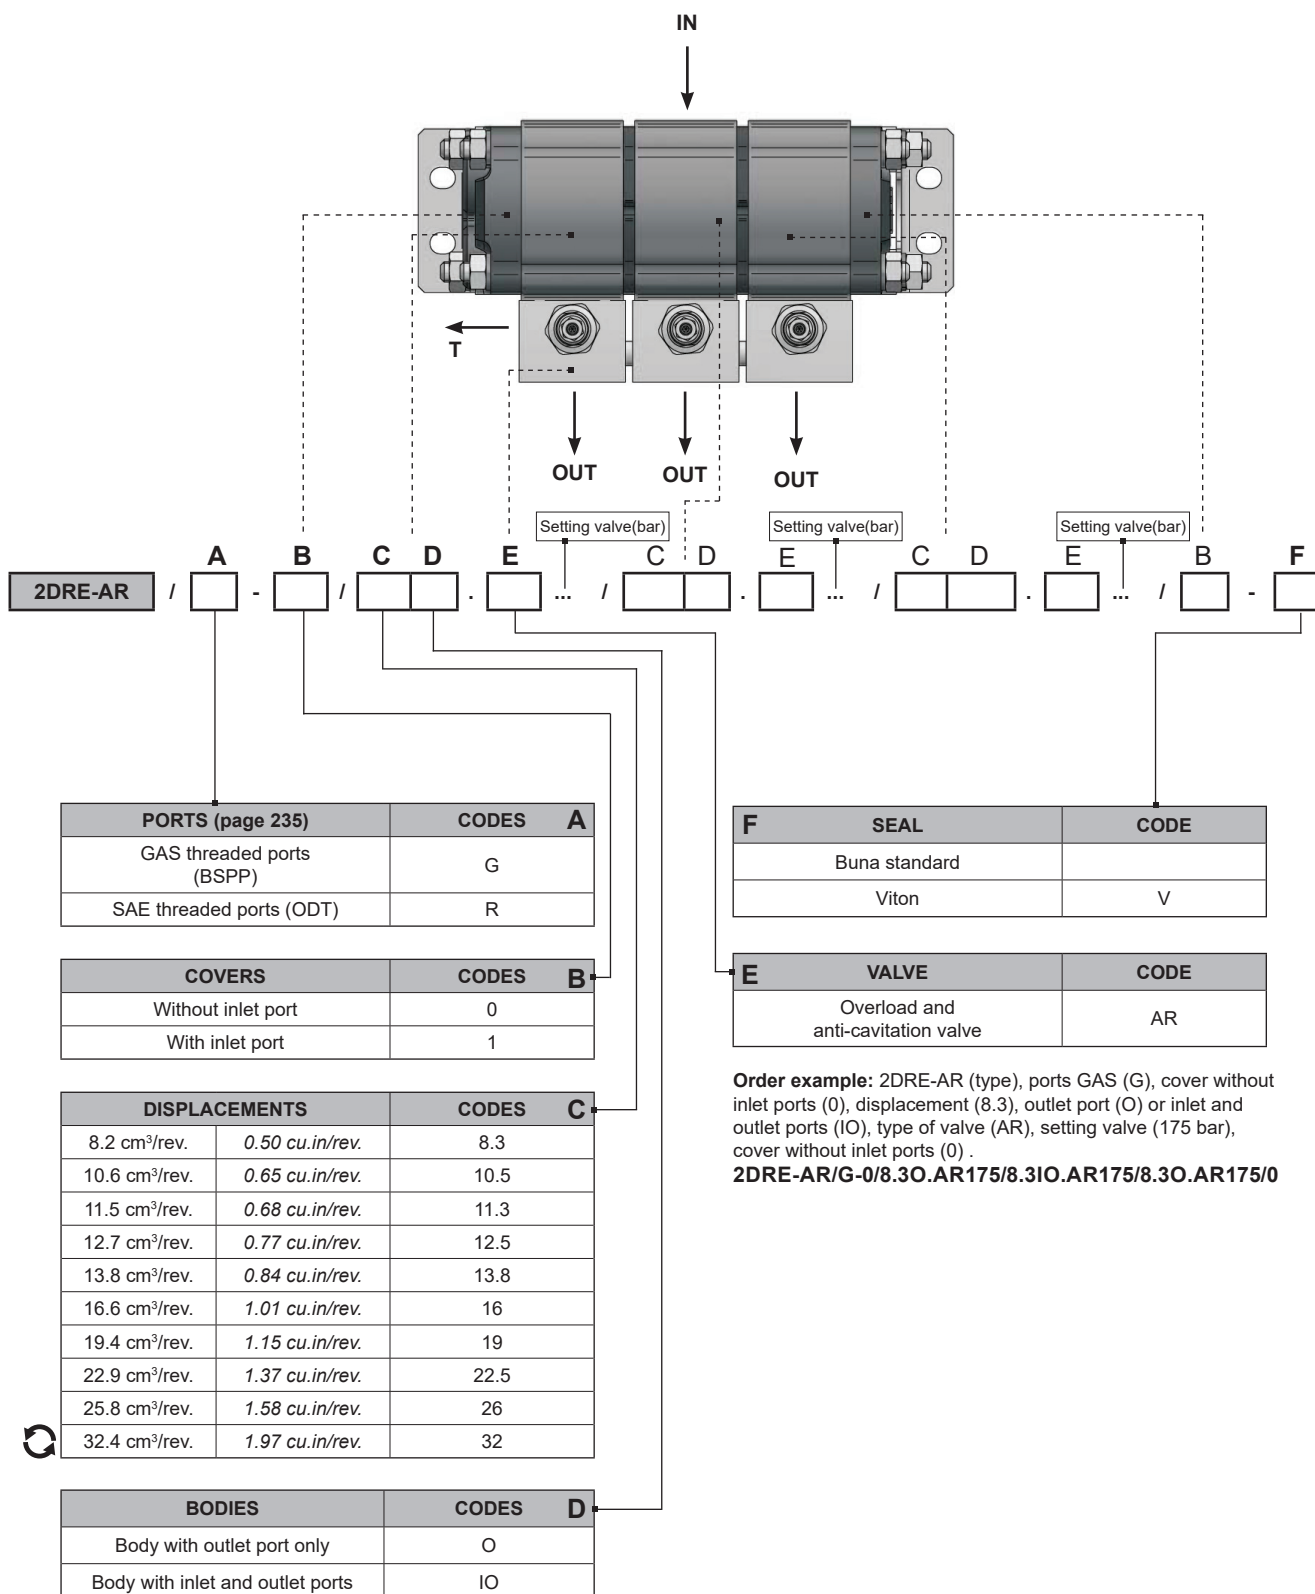 IN
T
OUT
OUT
OUT
Setting valve(bar)
Setting valve(bar)
Setting valve(bar)
A B C D E C D E C D E B F
2DRE-AR / - / . ... / . ... / . ... / -
PORTS (page 235) CODES A
GAS threaded ports
(BSPP) G
SAE threaded ports (ODT) R
COVERS CODES B
Without inlet port 0
With inlet port 1
DISPLACEMENTS CODES C
8.2 cm³/rev. 0.50 cu.in/rev. 8.3
10.6 cm³/rev. 0.65 cu.in/rev. 10.5
11.5 cm³/rev. 0.68 cu.in/rev. 11.3
12.7 cm³/rev. 0.77 cu.in/rev. 12.5
13.8 cm³/rev. 0.84 cu.in/rev. 13.8
16.6 cm³/rev. 1.01 cu.in/rev. 16
19.4 cm³/rev. 1.15 cu.in/rev. 19
22.9 cm³/rev. 1.37 cu.in/rev. 22.5
25.8 cm³/rev. 1.58 cu.in/rev. 26
32.4 cm³/rev. 1.97 cu.in/rev. 32
BODIES CODES D
Body with outlet port only O
Body with inlet and outlet ports IO
F SEAL CODE
Buna standard
Viton V
E VALVE CODE
Overload and
anti-cavitation valve AR
Order example: 2DRE-AR (type), ports GAS (G), cover without
inlet ports (0), displacement (8.3), outlet port (O) or inlet and
outlet ports (IO), type of valve (AR), setting valve (175 bar),
cover without inlet ports (0) .
2DRE-AR/G-0/8.3O.AR175/8.3IO.AR175/8.3O.AR175/0